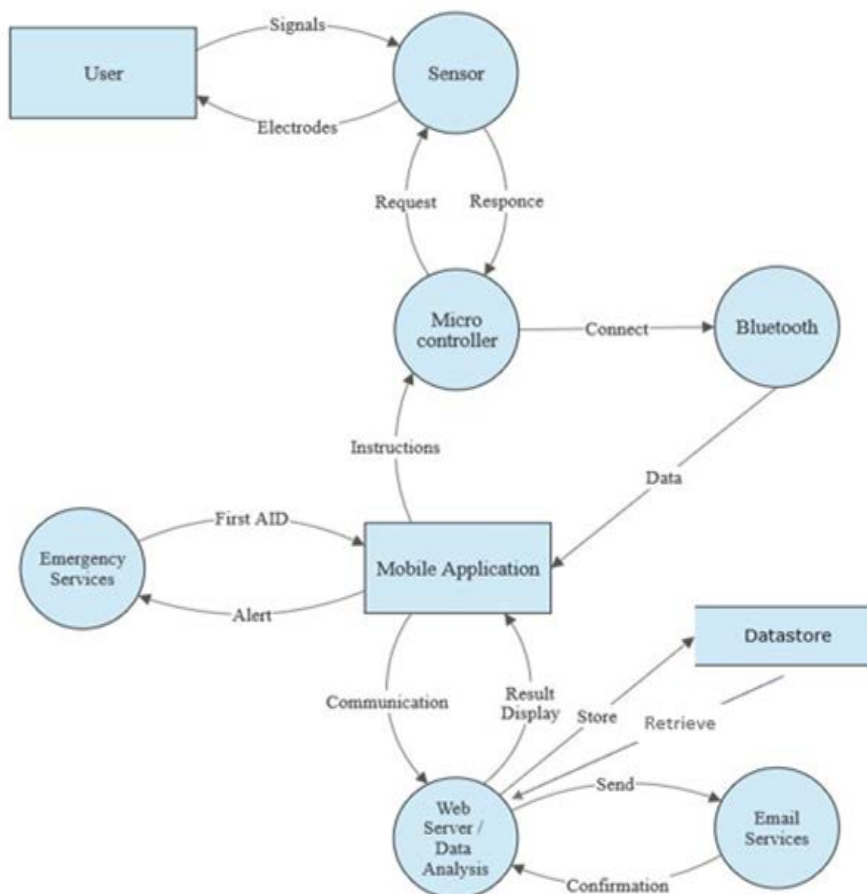 Signals
User
Sensor
Electrodes
Request
Responce
Micro
controller
Connect
Bluetooth
Instructions
Data
First AID
Emergency
Services
Mobile Application
Alert
Datastore
Communication
Result
Display
Store
Retrieve
Send
Web
Server /
Data
Analysis
Email
Services
Confirmation